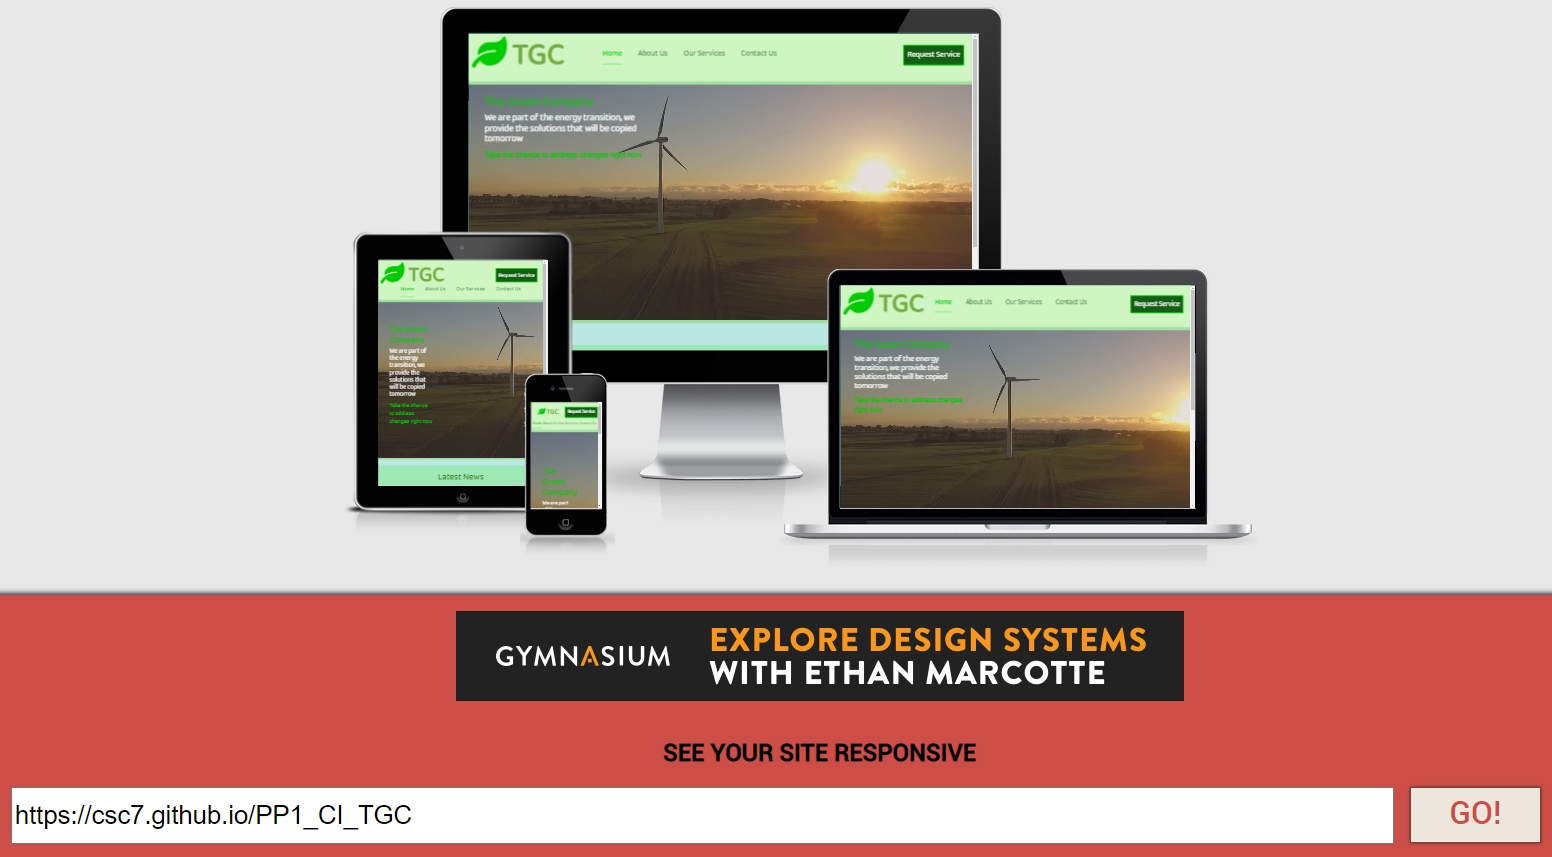 TGC
Home About Us Our Services Contact Us
Request Service
The Green Company
We are part of the energy transition, we
provide the solutions that will be copied
tomorrow
Take the chance to address changes right now
TGC
Request Service
Home About Us Our Services Contact Us
The Green
Company
We are part of
the energy
transition, we
provide the
solutions that
will be copied
tomorrow
Take the chance
to address
changes right now
Latest News
TGC
Request Service
The
Green
Company
We are part
TGC
Home About Us Our Services Contact Us
Request Service
The Green Company
We are part of the energy
transition, we provide the
solutions that will be copied
tomorrow
Take the chance to address changes
right now
GYMNASIUM
EXPLORE DESIGN SYSTEMS
WITH ETHAN MARCOTTE
SEE YOUR SITE RESPONSIVE
https://csc7.github.io/PP1_CI_TGC
GO!